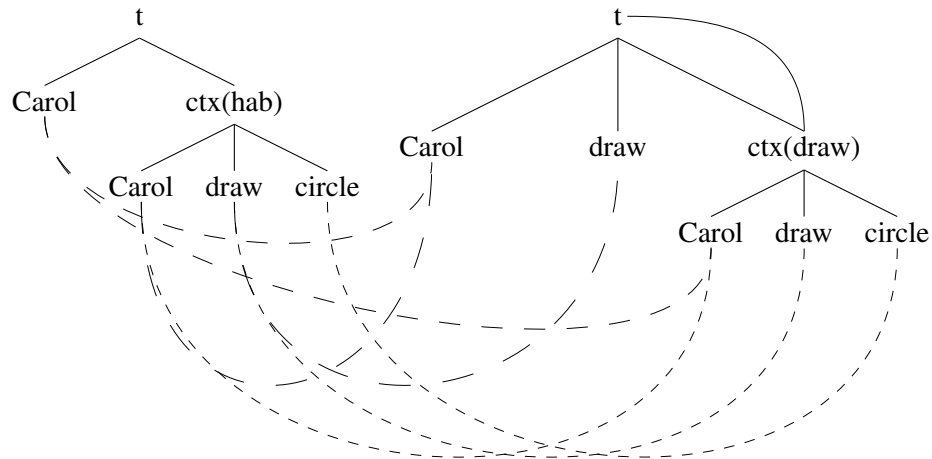 t t
Carol ctx(hab)
Carol draw ctx(draw)
Carol draw circle
Carol draw circle